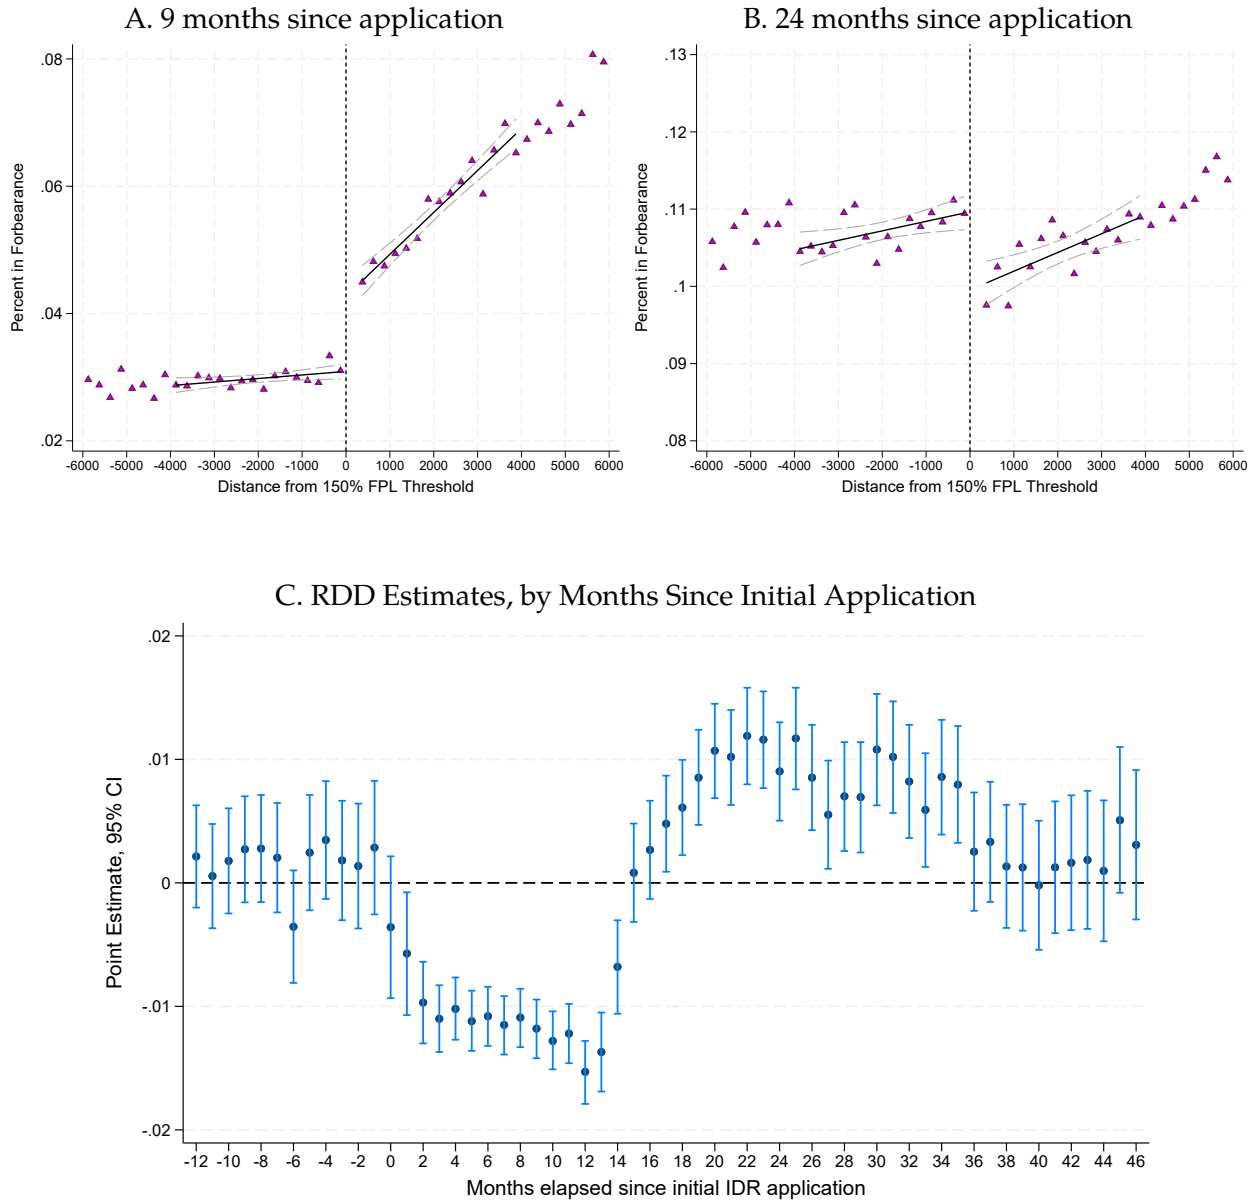 A. 9 months since application
.08
.06
.04
.02
Percent in Forbearance
-6000 -5000 -4000 -3000 -2000 -1000 0 1000 2000 3000 4000 5000 6000
Distance from 150% FPL Threshold
B. 24 months since application
.13
.12
.11
.1
.09
.08
Percent in Forbearance
-6000 -5000 -4000 -3000 -2000 -1000 0 1000 2000 3000 4000 5000 6000
Distance from 150% FPL Threshold
C. RDD Estimates, by Months Since Initial Application
.02
.01
0
-.01
-.02
Point Estimate, 95% CI
-12 -10 -8 -6 -4 -2 0 2 4 6 8 10 12 14 16 18 20 22 24 26 28 30 32 34 36 38 40 42 44 46
Months elapsed since initial IDR application